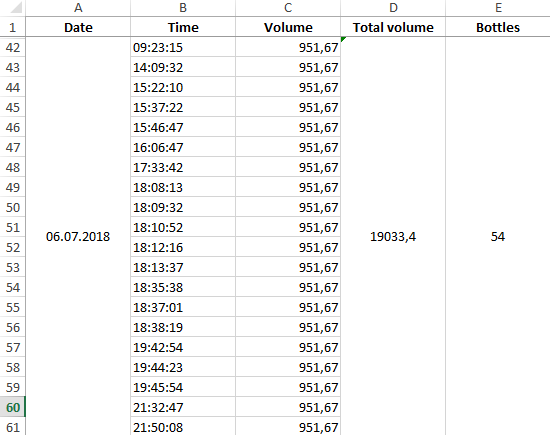 A B C D E
1 Date Time Volume Total volume Bottles
42 09:23:15 951,67
43 14:09:32 951,67
44 15:22:10 951,67
45 15:37:22 951,67
46 15:46:47 951,67
47 16:06:47 951,67
48 17:33:42 951,67
49 18:08:13 951,67
50 18:09:32 951,67
51 18:10:52 951,67
06.07.2018 19033,4 54
52 18:12:16 951,67
53 18:13:37 951,67
54 18:35:38 951,67
55 18:37:01 951,67
56 18:38:19 951,67
57 19:42:54 951,67
58 19:44:23 951,67
59 19:45:54 951,67
60 21:32:47 951,67
61 21:50:08 951,67